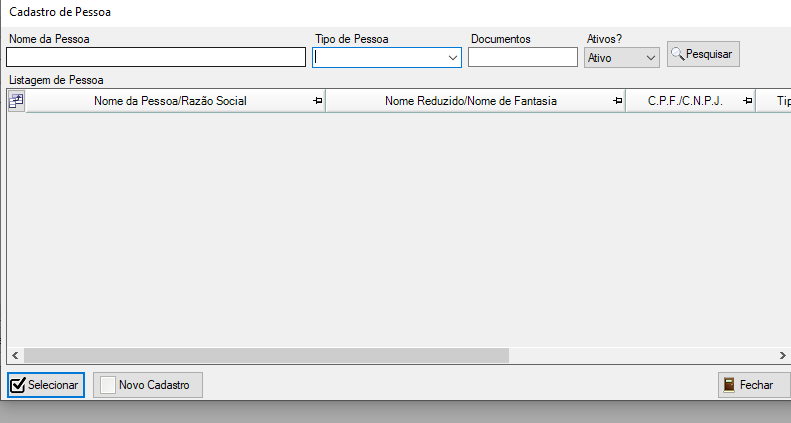 Cadastro de Pessoa
Nome da Pessoa Tipo de Pessoa Documentos Ativos?
Ativo Pesquisar
Listagem de Pessoa
Nome da Pessoa/Razão Social Nome Reduzido/Nome de Fantasia C.P.F./C.N.P.J. Tip
Selecionar Novo Cadastro Fechar